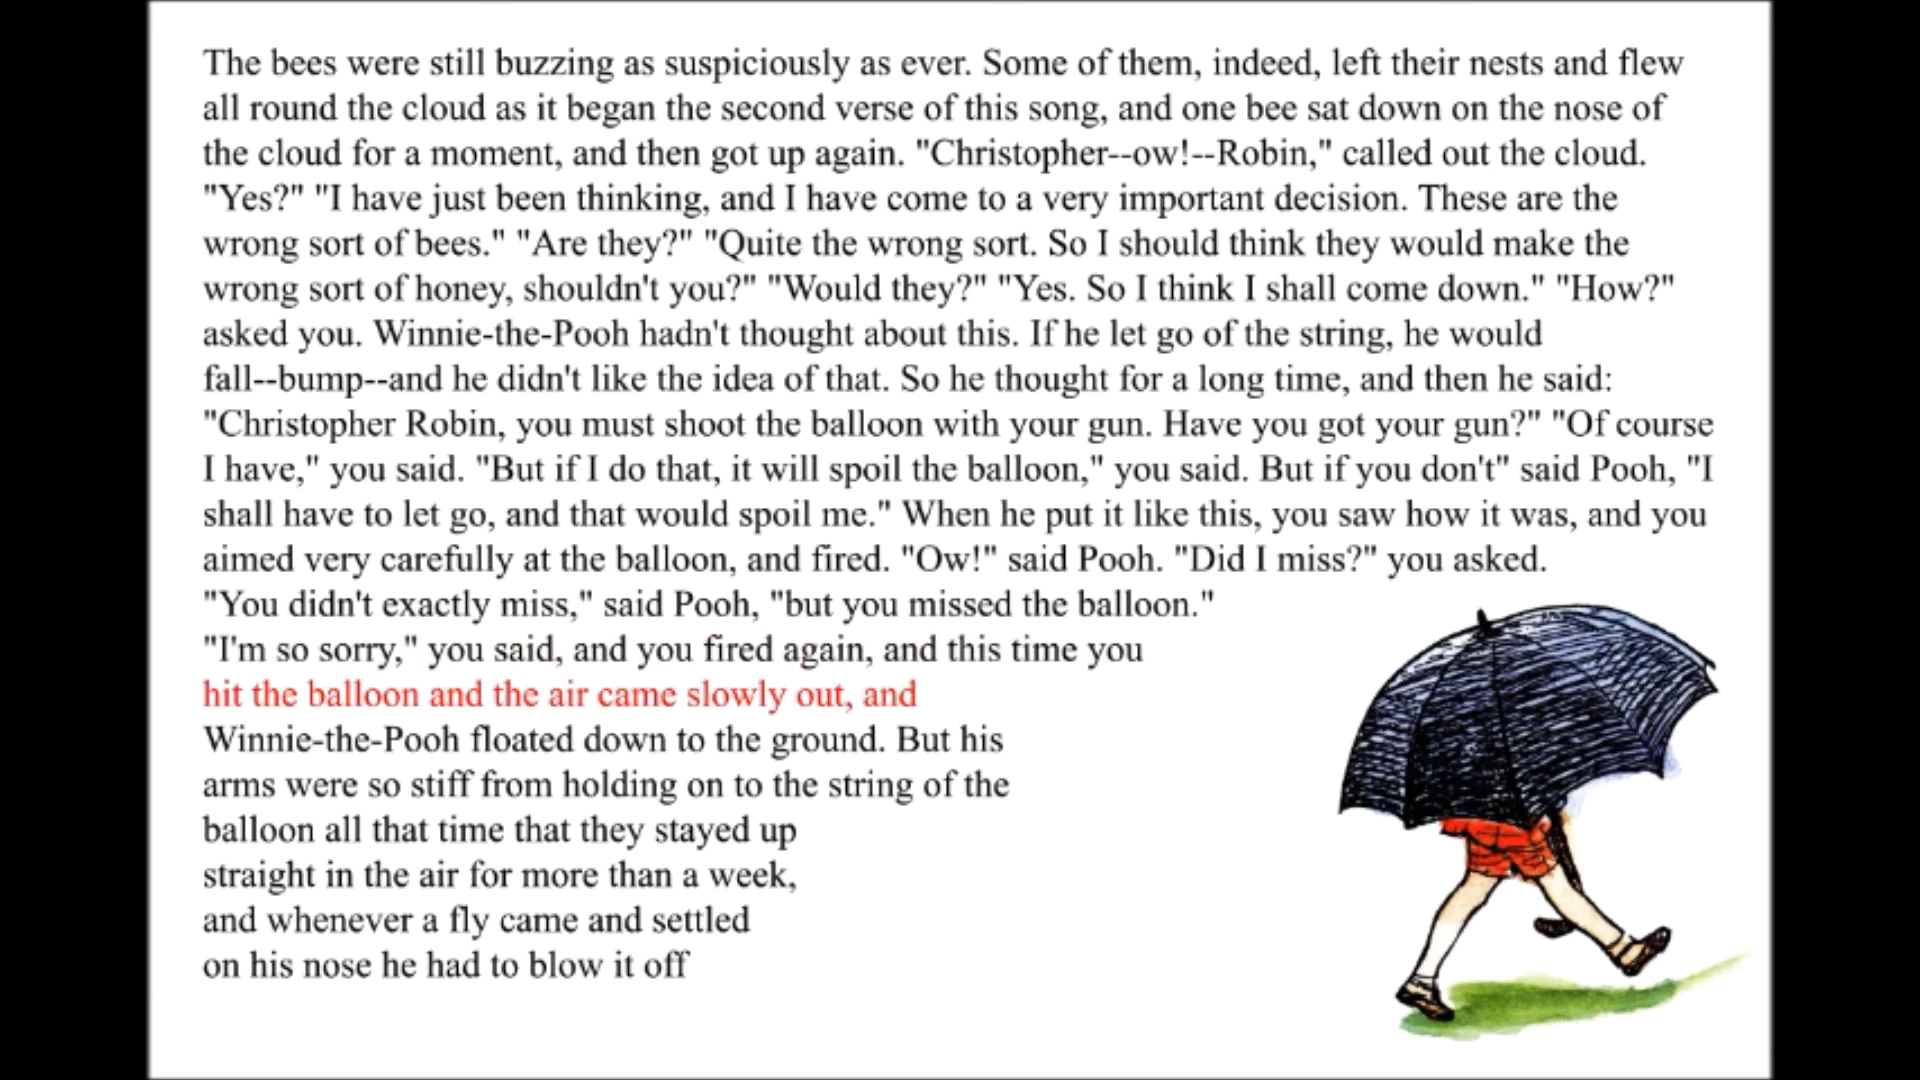 The bees were still buzzing as suspiciously as ever. Some of them, indeed, left their nests and flew
all round the cloud as it began the second verse of this song, and one bee sat down on the nose of
the cloud for a moment, and then got up again. "Christopher--ow!--Robin," called out the cloud.
"Yes?" "I have just been thinking, and I have come to a very important decision. These are the
wrong sort of bees." "Are they?" "Quite the wrong sort. So I should think they would make the
wrong sort of honey, shouldn't you?" "Would they?" "Yes. So I think I shall come down." "How?"
asked you. Winnie-the-Pooh hadn't thought about this. If he let go of the string, he would
fall--bump--and he didn't like the idea of that. So he thought for a long time, and then he said:
"Christopher Robin, you must shoot the balloon with your gun. Have you got your gun?" "Of course
I have," you said. "But if I do that, it will spoil the balloon," you said. But if you don't" said Pooh, "I
shall have to let go, and that would spoil me." When he put it like this, you saw how it was, and you
aimed very carefully at the balloon, and fired. "Ow!" said Pooh. "Did I miss?" you asked.
"You didn't exactly miss," said Pooh, "but you missed the balloon."
"I'm so sorry," you said, and you fired again, and this time you
hit the balloon and the air came slowly out, and
Winnie-the-Pooh floated down to the ground. But his
arms were so stiff from holding on to the string of the
balloon all that time that they stayed up
straight in the air for more than a week,
and whenever a fly came and settled
on his nose he had to blow it off